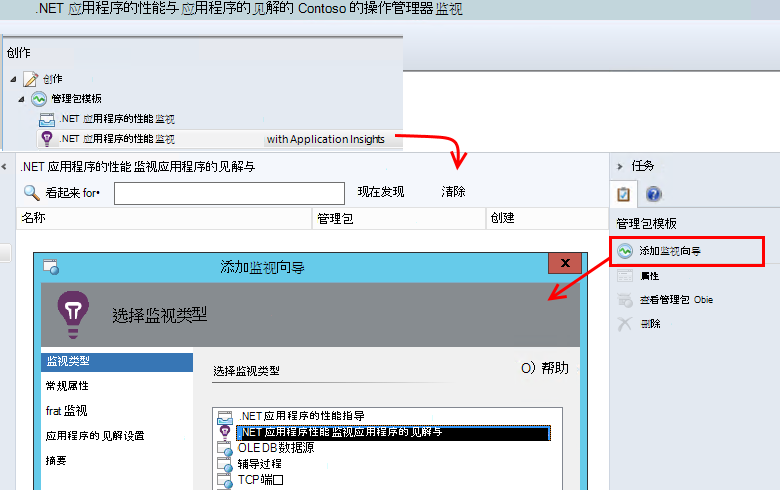 .NET 应用程序的性能与 应用程序的 见解的 Contoso 的操作管理器 监视
创作
创作
管理包模板
.NET 应用程序的性能 监视
.NET 应用程序的性能 监视 with Application Insights
.NET 应用程序的性能 监视应用程序的 见解与
看起来 for• 现在发现 清除
名称 管理包 创建
任务
管理包模板
添加监视向导
属性
查看管理包 Obie
删除
添加监视向导
选择监视类型
监视类型
常规属性
frat 监视
应用程序的 见解设置
摘要
选择监视类型 O) 帮助
.NET 应用程序的性能指导
.NET 应用程序性能 监视应用程序的 见解与
OLE DB 数据源
辅导过程
TCP 端口